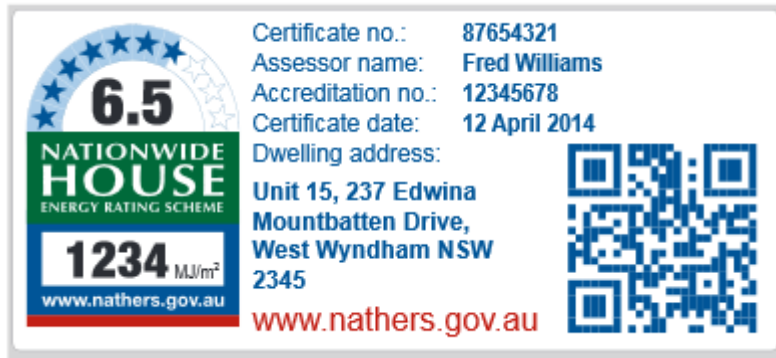 6.5
NATIONWIDE
HOUSE
ENERGY RATING SCHEME
1234 MJ/m²
www.nathers.gov.au
Certificate no.: 87654321
Assessor name: Fred Williams
Accreditation no.: 12345678
Certificate date: 12 April 2014
Dwelling address:
Unit 15, 237 Edwina
Mountbatten Drive,
West Wyndham NSW
2345
www.nathers.gov.au